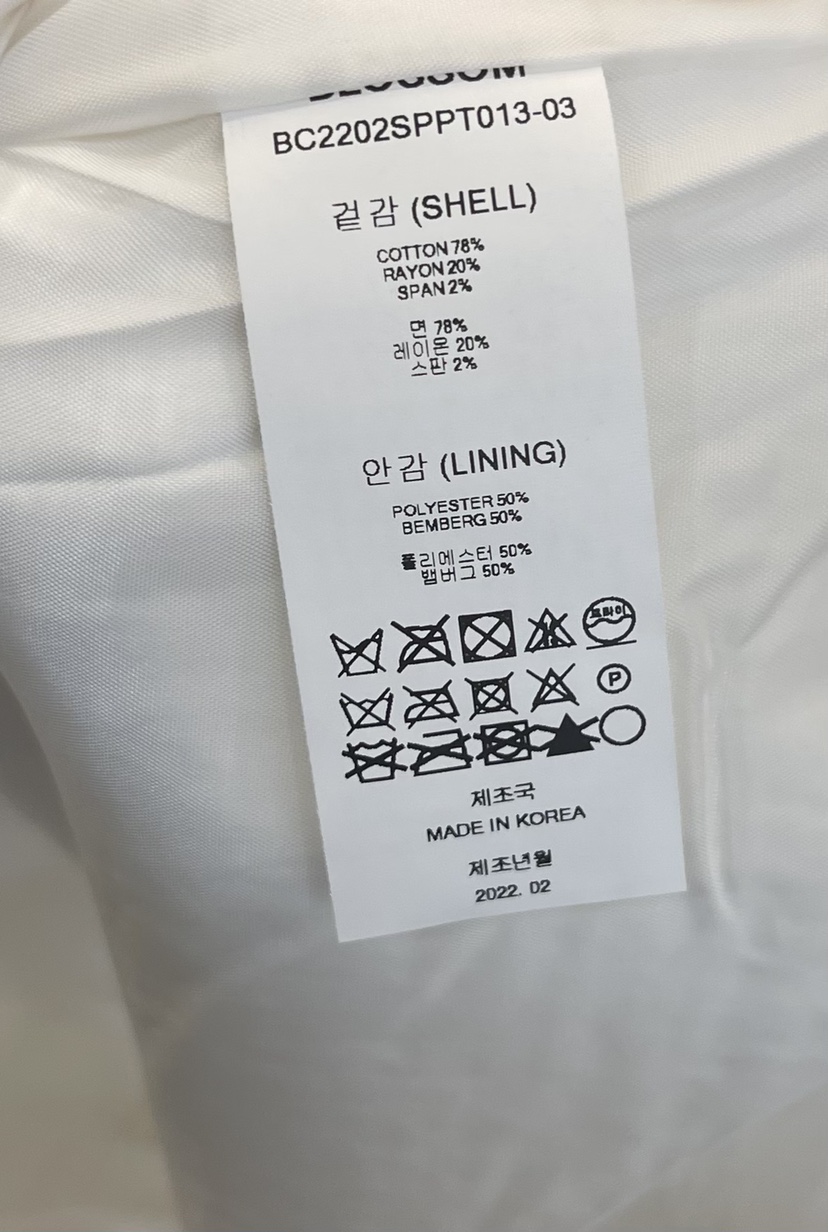 BLOSSOM
BC2202SPPT013-03
겉감 (SHELL)
COTTON 78%
RAYON 20%
SPAN 2%
면 78%
레이온 20%
스판 2%
안감 (LINING)
POLYESTER 50%
BEMBERG 50%
폴리에스터 50%
뱀버그 50%
드라이
P
제조국
MADE IN KOREA
제조년월
2022. 02